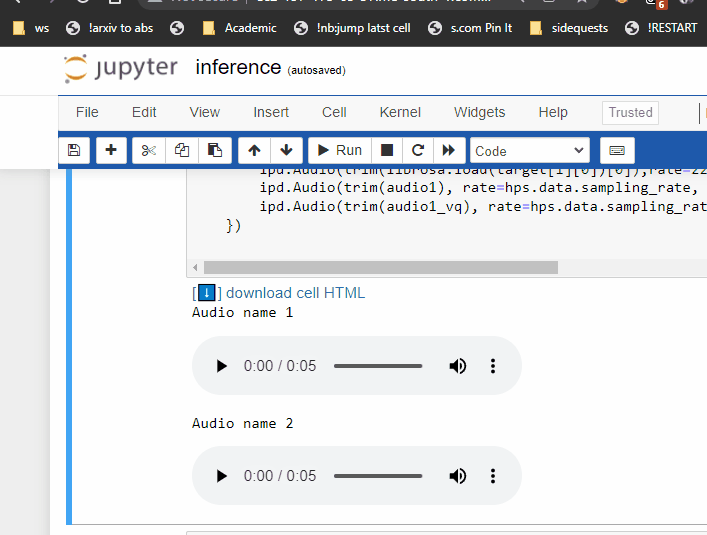 ws !arxiv to abs Academic !nbjump latst cell s.com Pin It sidequests !RESTART
6
jupyter inference (autosaved)
File Edit View Insert Cell Kernel Widgets Help Trusted
Run Code
ipd.Audio(trim(librosa.load(target[1][0])[0]),rate=22
ipd.Audio(trim(audio1), rate=hps.data.sampling_rate,
ipd.Audio(trim(audio1_vq), rate=hps.data.sampling_rat
})
[⬇] download cell HTML
Audio name 1
0:00 / 0:05
Audio name 2
0:00 / 0:05